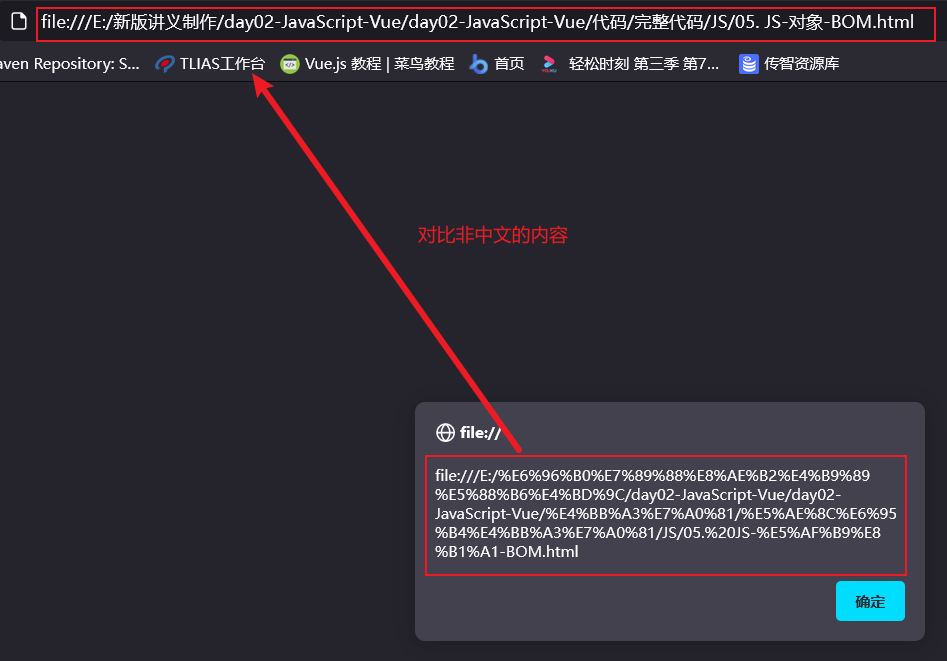 file:///E:/新版讲义制作/day02-JavaScript-Vue/day02-JavaScript-Vue/代码/完整代码/JS/05. JS-对象-BOM.html
aven Repository: S... TLIAS工作台 Vue.js 教程 | 菜鸟教程 首页 轻松时刻 第三季 第7... 传智资源库
对比非中文的内容
file://
file:///E:/%E6%96%B0%E7%89%88%E8%AE%B2%E4%B9%89
%E5%88%B6%E4%BD%9C/day02-JavaScript-Vue/day02-
JavaScript-Vue/%E4%BB%A3%E7%A0%81/%E5%AE%8C%E6%95
%B4%E4%BB%A3%E7%A0%81/JS/05.%20JS-%E5%AF%B9%E8
%B1%A1-BOM.html
确定